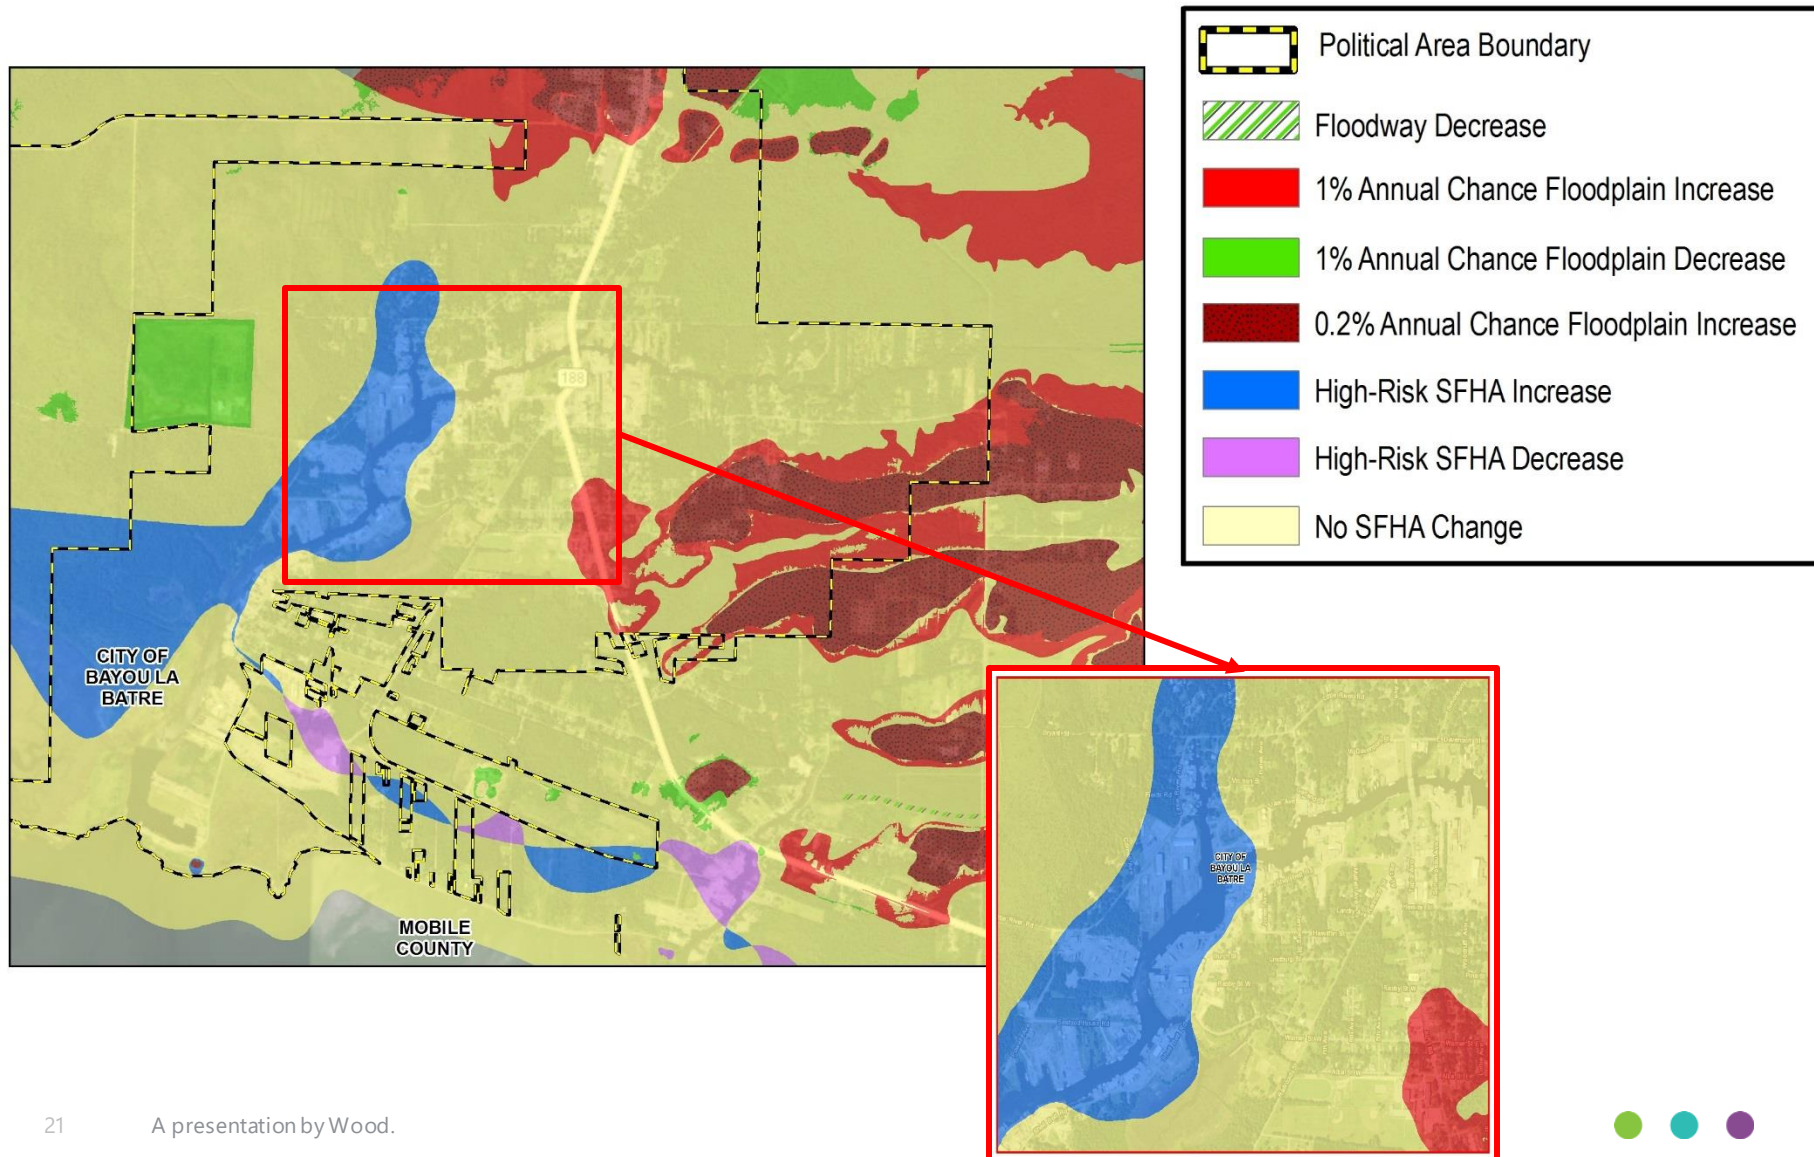 Political Area Boundary
Floodway Decrease
1% Annual Chance Floodplain Increase
1% Annual Chance Floodplain Decrease
0.2% Annual Chance Floodplain Increase
High-Risk SFHA Increase
High-Risk SFHA Decrease
No SFHA Change
188
CITY OF
BAYOU LA
BATRE
MOBILE
COUNTY
CITY OF
BAYOU LA
BATRE
21
A presentation by Wood.